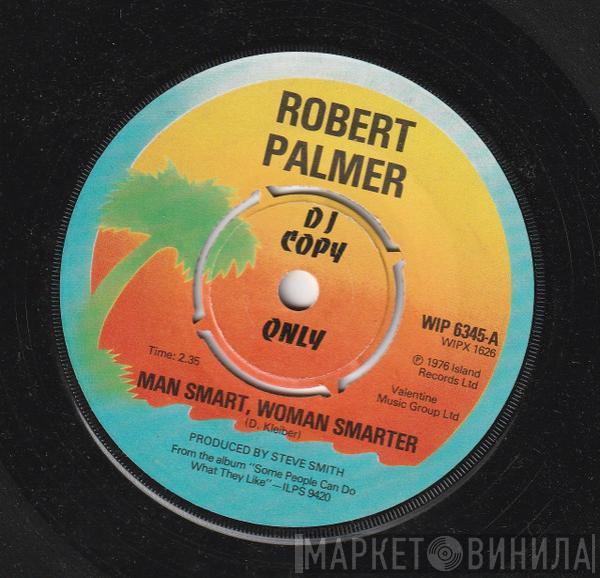 ROBERT
PALMER
DJ
COPY
ONLY
WIP 6345-A
WIPX 1626
Time: 2.35
℗ 1976 Island
Records Ltd
Valentine
Music Group Ltd
MAN SMART, WOMAN SMARTER
(D. Kleiber)
PRODUCED BY STEVE SMITH
From the album "Some People Can Do
What They Like"—ILPS 9420
МАРКЕТ ВИНИЛА